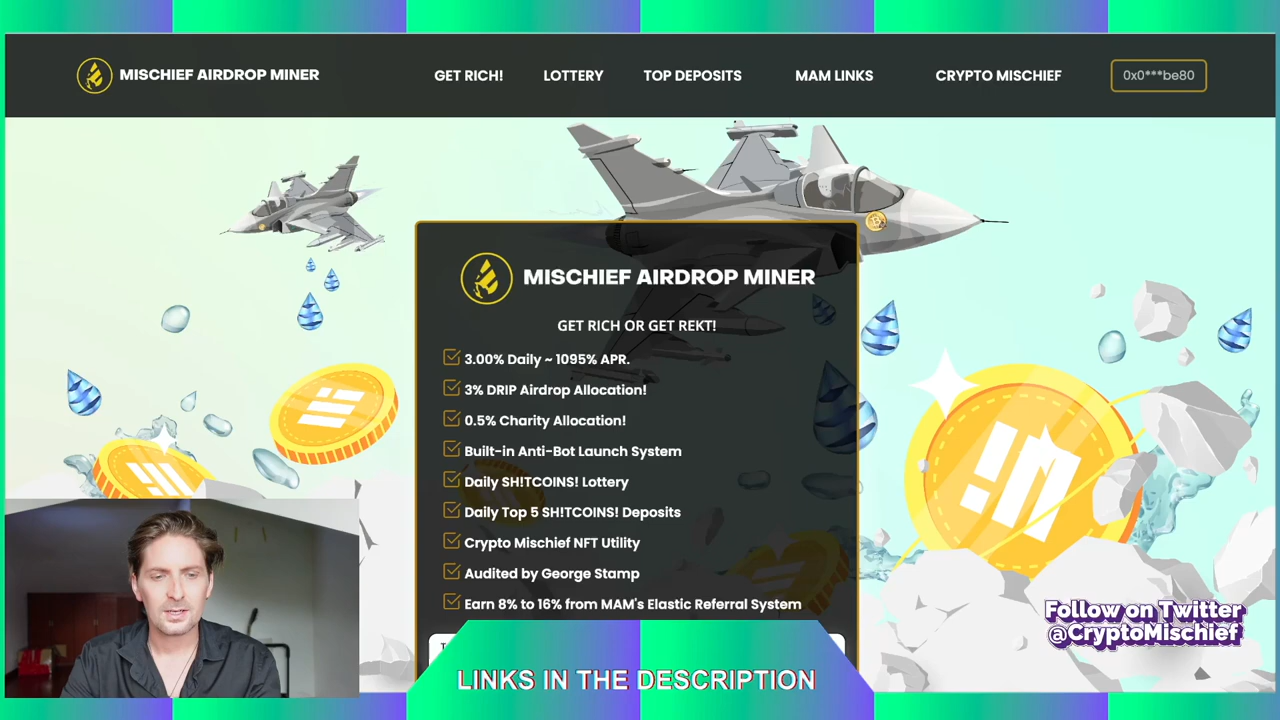 MISCHIEF AIRDROP MINER
GET RICH!
LOTTERY
TOP DEPOSITS
MAM LINKS
CRYPTO MISCHIEF
0x0***be80
MISCHIEF AIRDROP MINER
GET RICH OR GET REKT!
3.00% Daily ~ 1095% APR.
3% DRIP Airdrop Allocation!
0.5% Charity Allocation!
Built-in Anti-Bot Launch System
Daily SH!TCOINS! Lottery
Daily Top 5 SH!TCOINS! Deposits
Crypto Mischief NFT Utility
Audited by George Stamp
Earn 8% to 16% from MAM's Elastic Referral System
Follow on Twitter
@CryptoMischief
LINKS IN THE DESCRIPTION